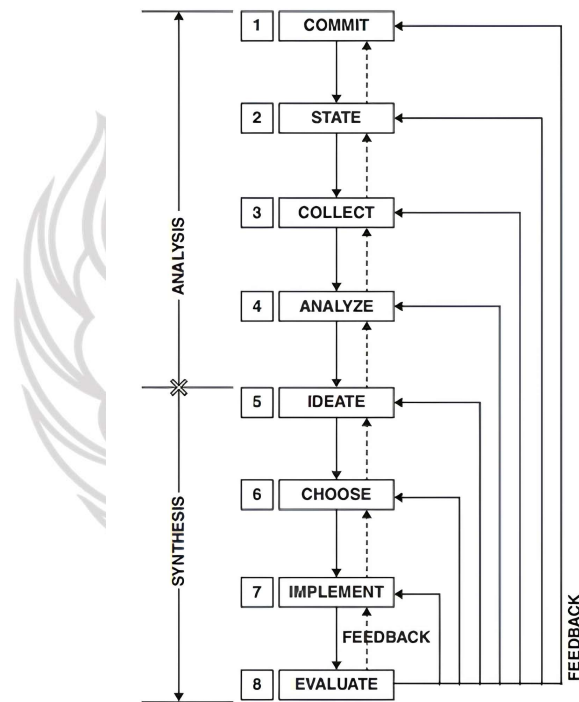 1 COMMIT
2 STATE
3 COLLECT
ANALYSIS
4 ANALYZE
5 IDEATE
6 CHOOSE
SYNTHESIS
7 IMPLEMENT
FEEDBACK
FEEDBACK
8 EVALUATE